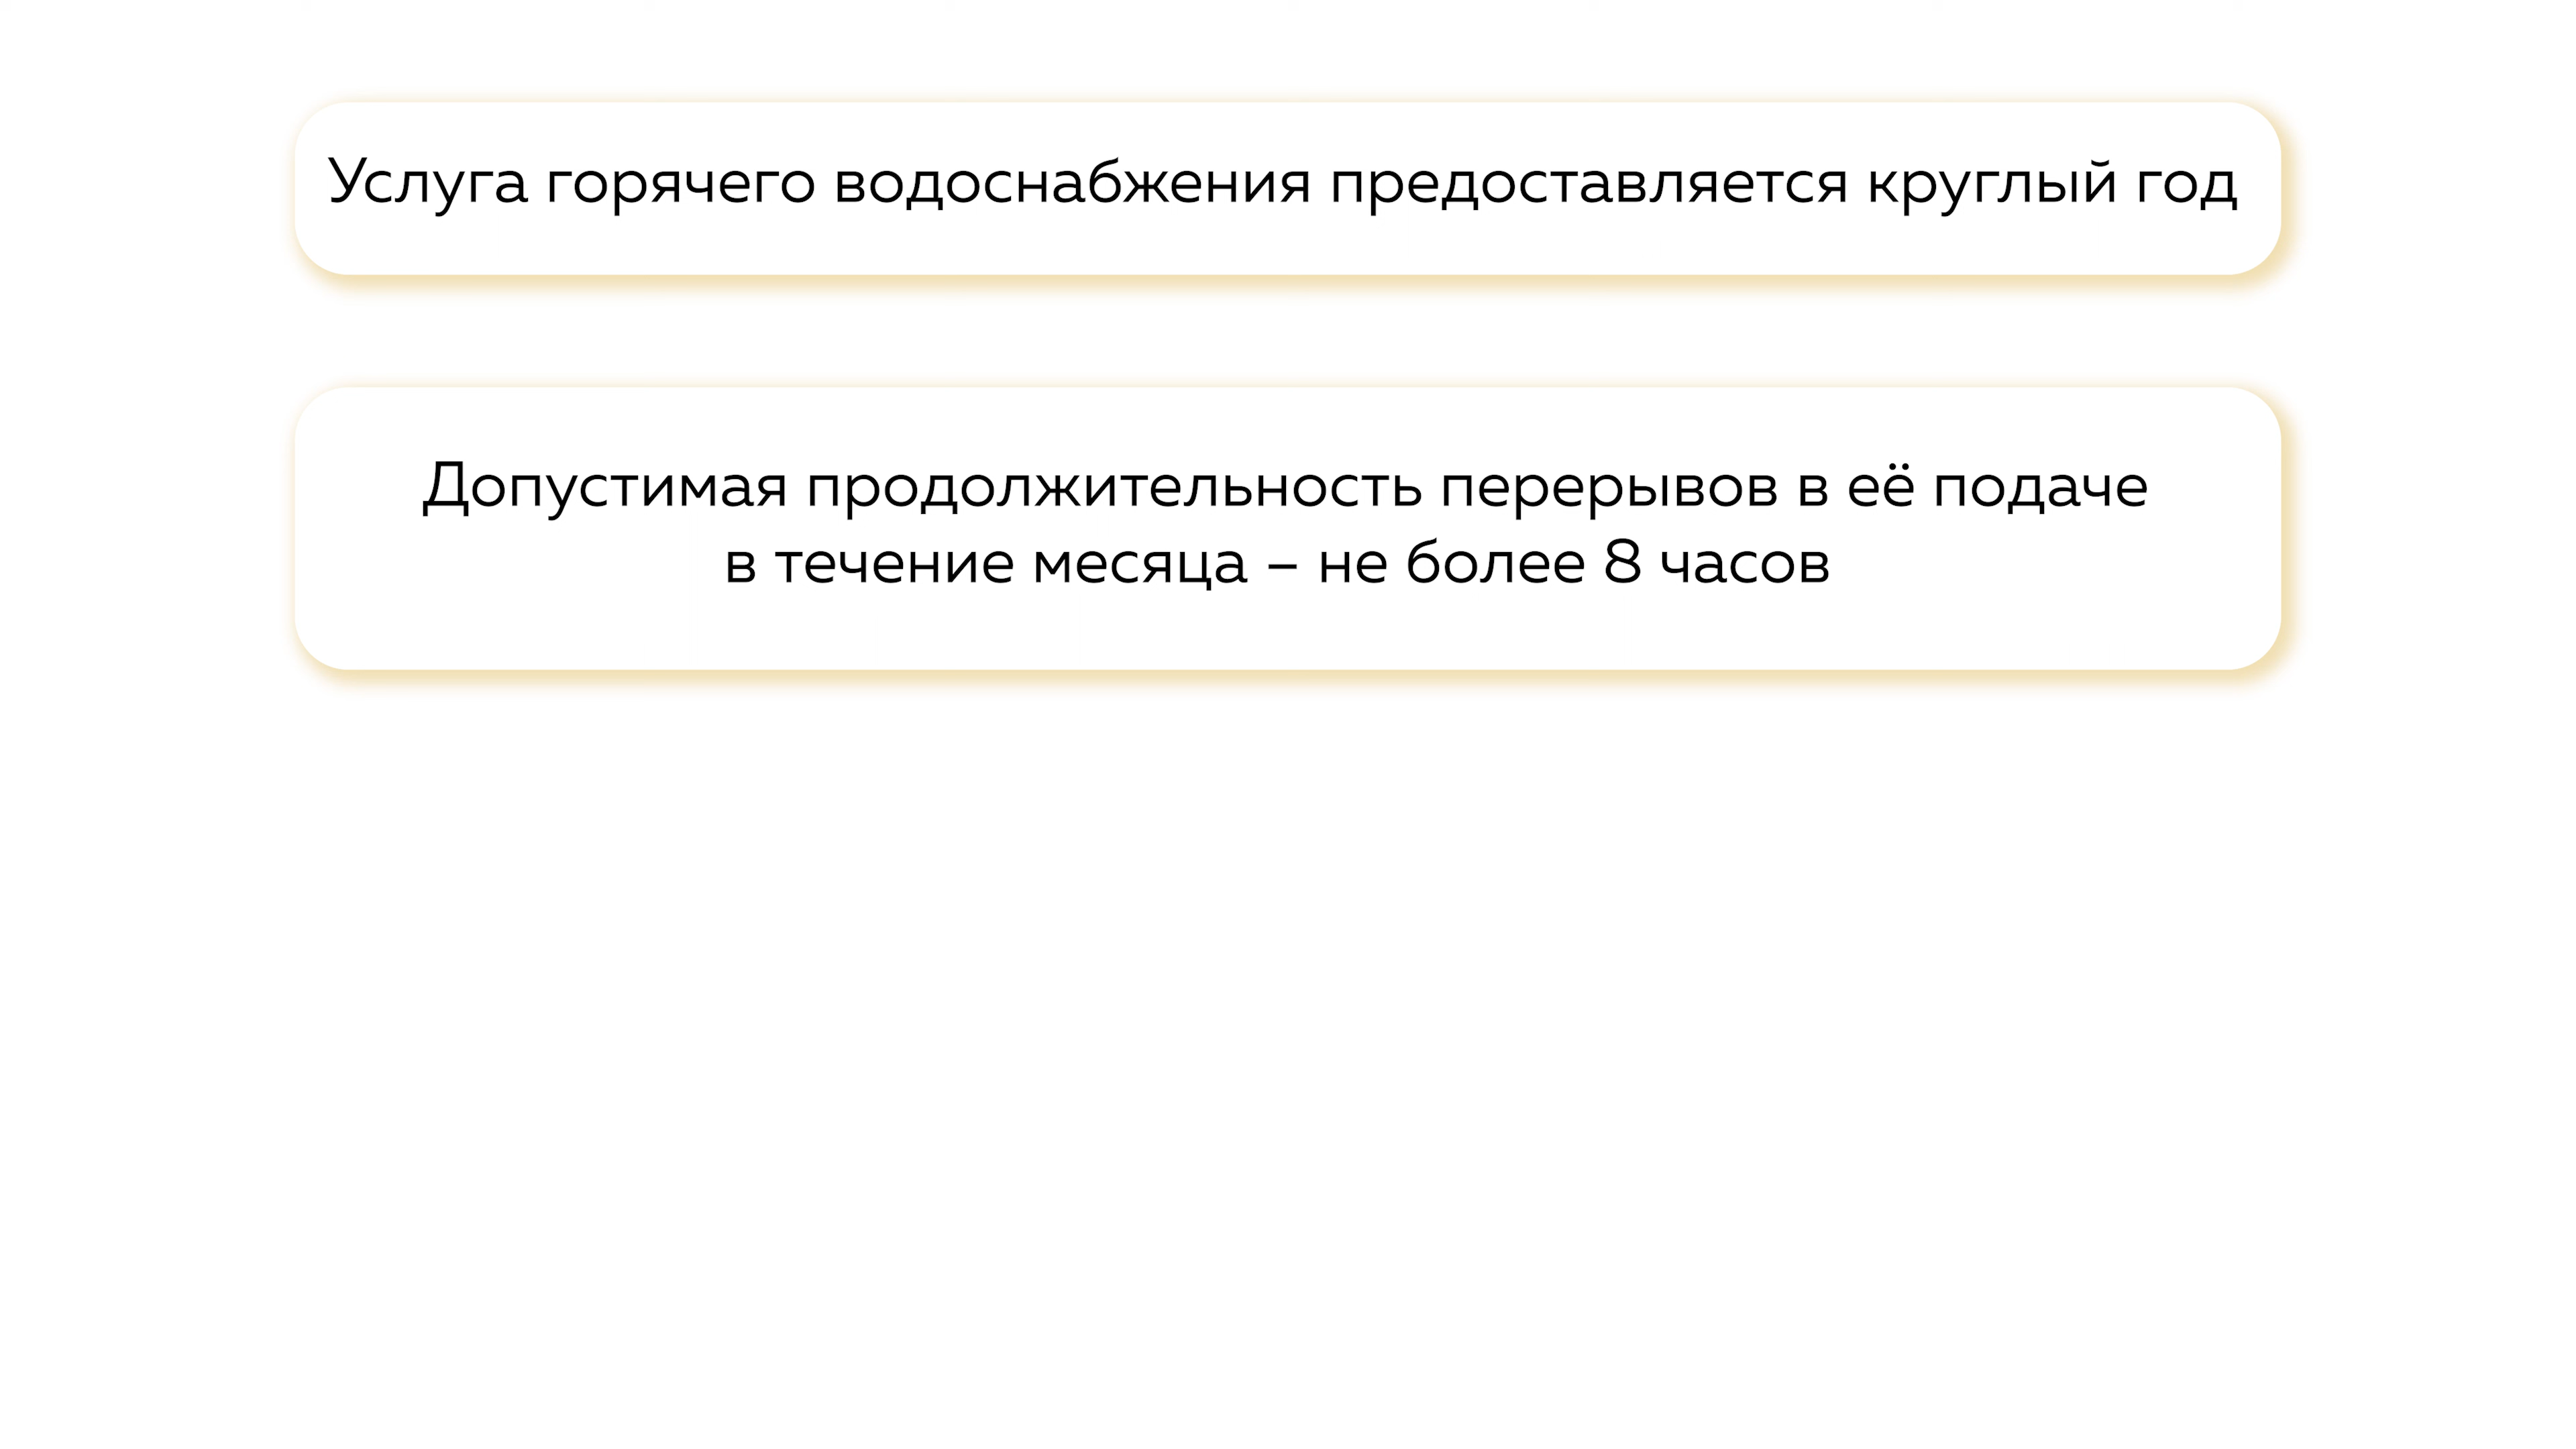 Услуга горячего водоснабжения предоставляется круглый год
Допустимая продолжительность перерывов в её подаче
в течение месяца – не более 8 часов